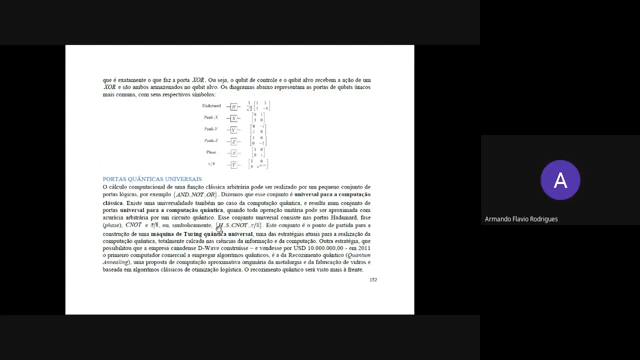 que é exatamente o que faz a porta XOR. Ou seja, o qubit de controle e o qubit alvo recebem a ação de um
XOR e são ambos armazenados no qubit alvo. Os diagramas abaixo representam as portas de qubits únicos
mais comuns, com seus respectivos símbolos:
Hadamard H
Pauli-X X
Pauli-Y Y
Pauli-Z Z
Phase S
π/8 T
PORTAS QUÂNTICAS UNIVERSAIS
O cálculo computacional de uma função clássica arbitrária pode ser realizado por um pequeno conjunto de
portas lógicas, por exemplo {AND, NOT, OR}. Dizemos que esse conjunto é universal para a computação
clássica. Existe uma universalidade também no caso da computação quântica, e resulta num conjunto de
portas universal para a computação quântica, quando toda operação unitária pode ser aproximada com
acurácia arbitrária por um circuito quântico. Esse conjunto universal consiste nas portas Hadamard, fase
(phase), CNOT e π/8, ou, simbolicamente, {H, S, CNOT, π/8}. Este conjunto é o ponto de partida para a
construção de uma máquina de Turing quântica universal, uma das estratégias atuais para a realização da
computação quântica, totalmente calcada nas ciências da informação e da computação. Outra estratégia, que
possibilitou que a empresa canadense D-Wave construísse – e vendesse por USD 10.000.000,00 - em 2011
o primeiro computador comercial a empregar algoritmos quânticos, é a da Recozimento quântico (Quantum
Annealing), uma proposta de computação aproximativa originária da metalurgia e da fabricação de vidros e
baseada em algoritmos clássicos de otimização logística. O recozimento quântico será visto mais à frente.
152
A
Armando Flavio Rodrigues